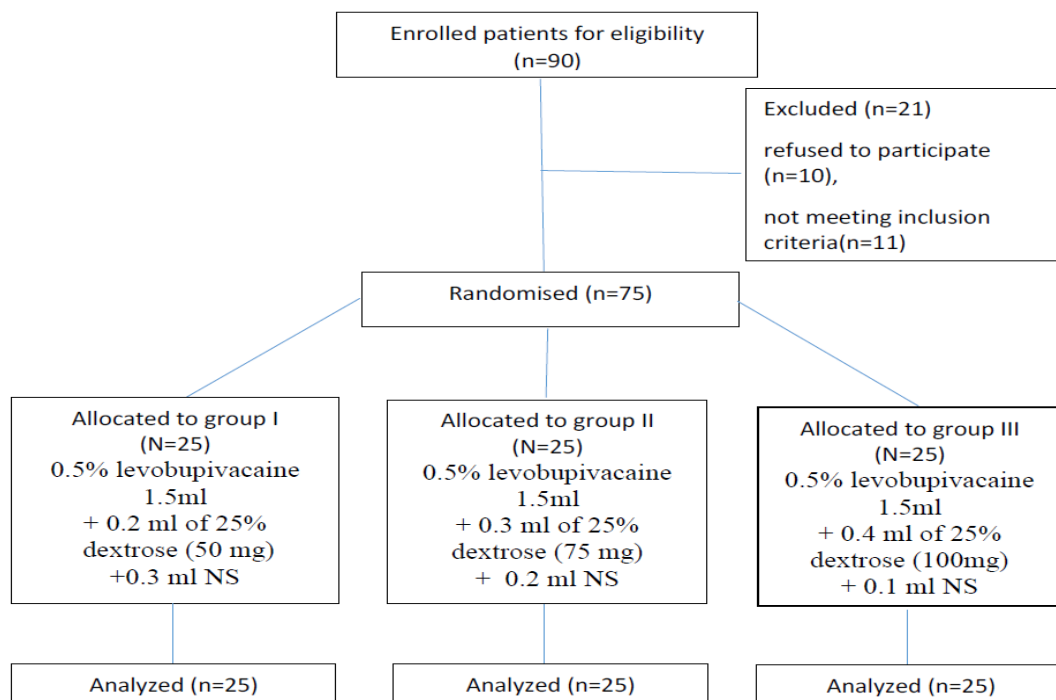 Enrolled patients for eligibility
(n=90)
Excluded (n=21)
refused to participate
(n=10),
not meeting inclusion
criteria(n=11)
Randomised (n=75)
Allocated to group I
(N=25)
0.5% levobupivacaine
1.5ml
+ 0.2 ml of 25%
dextrose (50 mg)
+0.3 ml NS
Allocated to group II
(N=25)
0.5% levobupivacaine
1.5ml
+ 0.3 ml of 25%
dextrose (75 mg)
+ 0.2 ml NS
Allocated to group III
(N=25)
0.5% levobupivacaine
1.5ml
+ 0.4 ml of 25%
dextrose (100mg)
+ 0.1 ml NS
Analyzed (n=25)
Analyzed (n=25)
Analyzed (n=25)